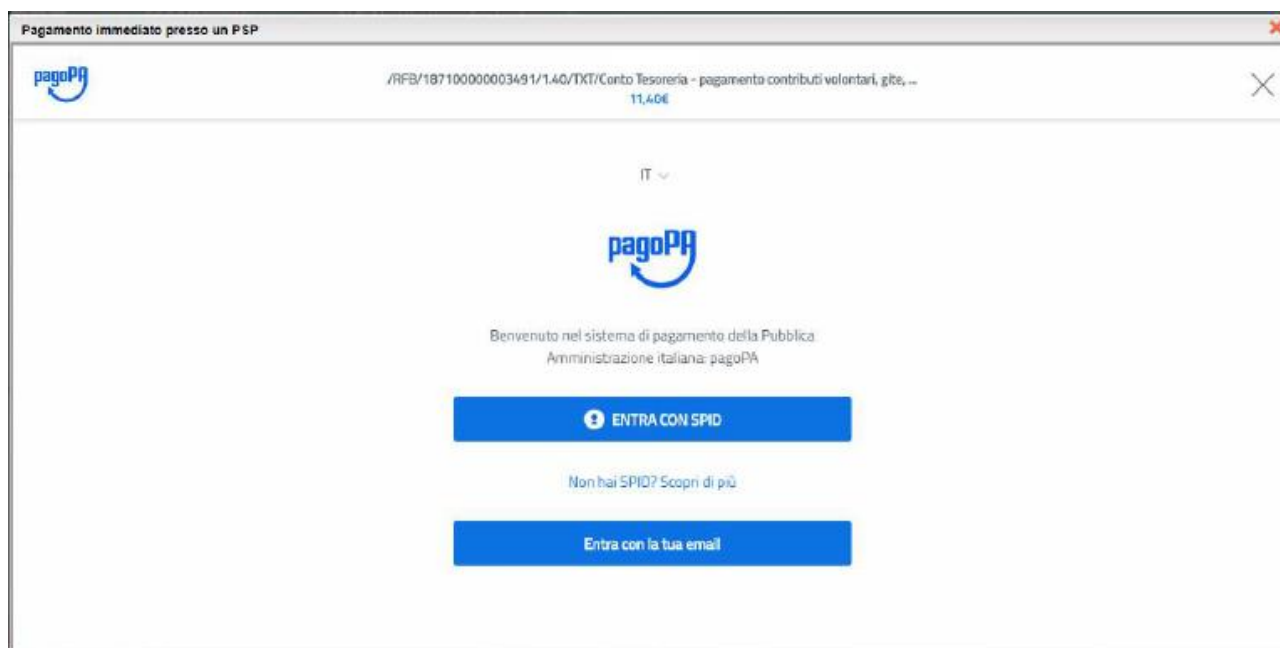 Pagamento immediato presso un PSP
pagoPA
/RFB/187100000003491/1.40/TXT/Conto Tesoreria - pagamento contributi volontari, gite, ...
11,40€
IT
pagoPA
Benvenuto nel sistema di pagamento della Pubblica
Amministrazione italiana: pagoPA
ENTRA CON SPID
Non hai SPID? Scopri di più
Entra con la tua email